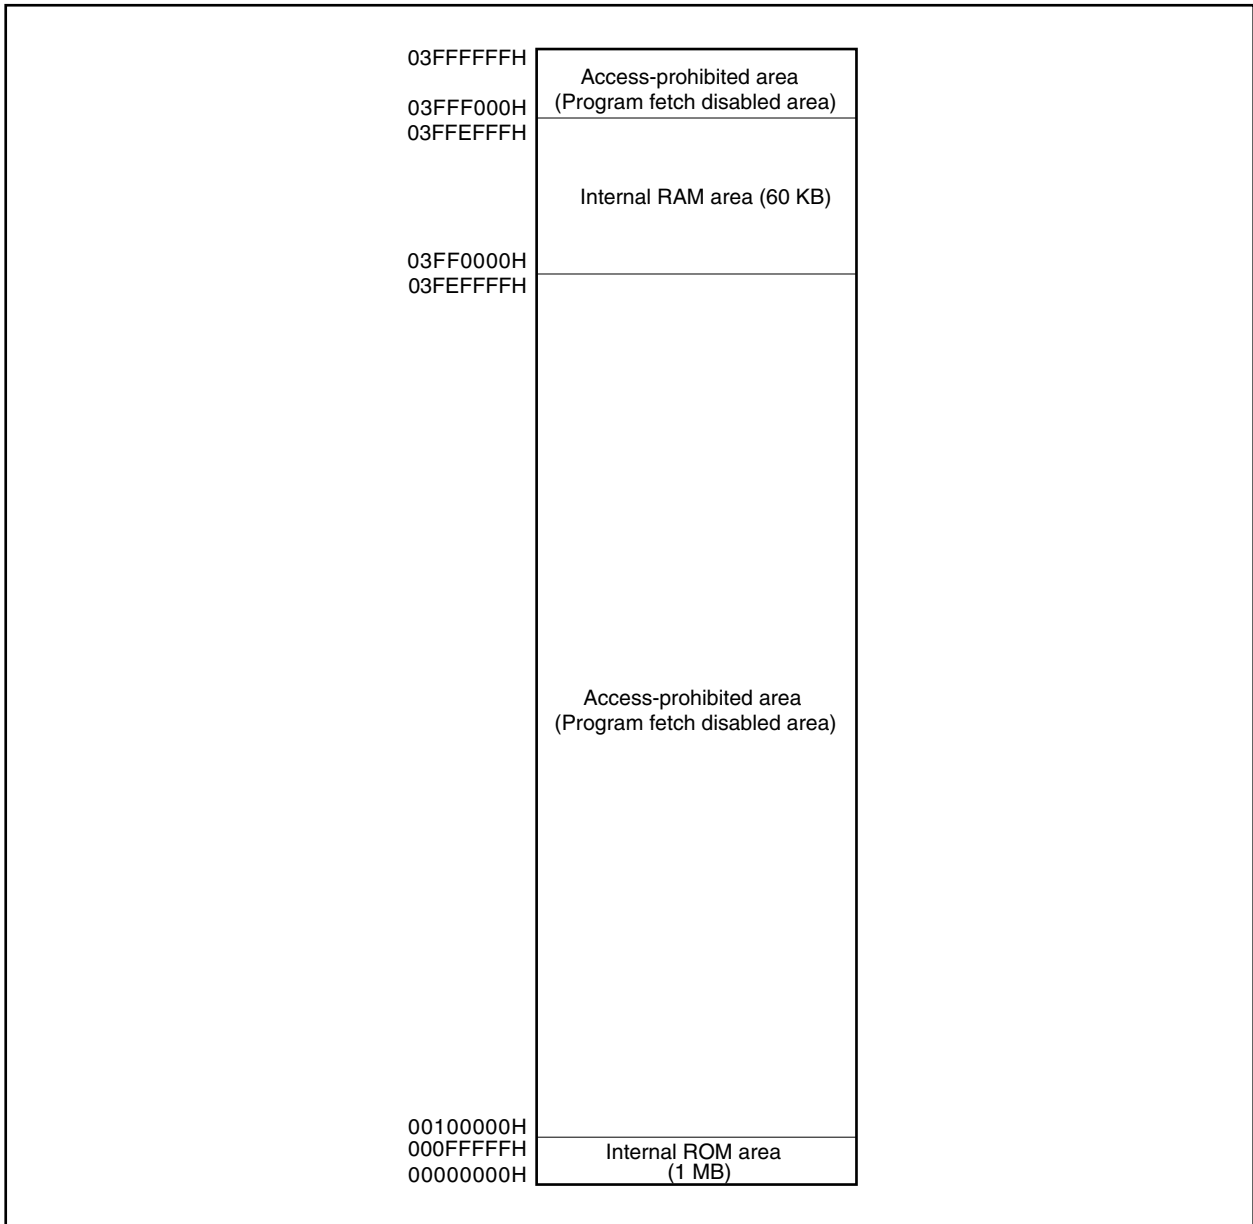 03FFFFFFH
Access-prohibited area
(Program fetch disabled area)
03FFF000H
03FFEFFFH
Internal RAM area (60 KB)
03FF0000H
03FEFFFFH
Access-prohibited area
(Program fetch disabled area)
00100000H
000FFFFFH
Internal ROM area
(1 MB)
00000000H